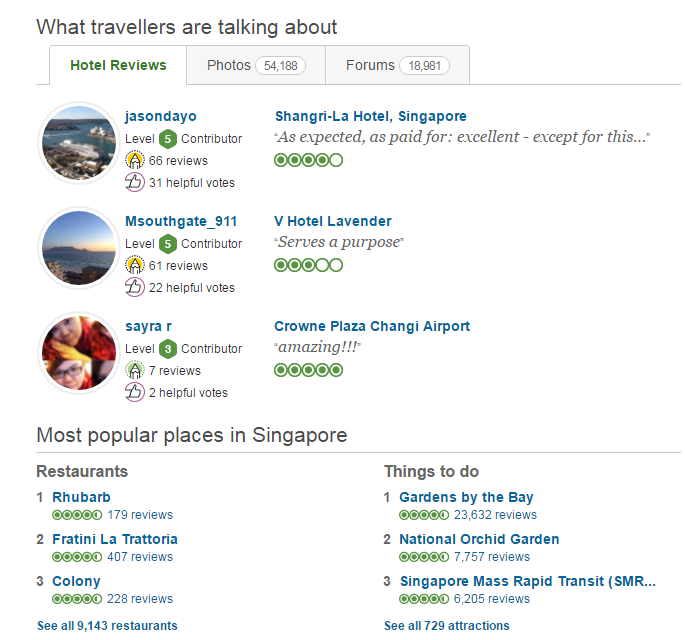 What travellers are talking about
Hotel Reviews
Photos 54,188
Forums 18,981
jasondayo
Level 5 Contributor
66 reviews
31 helpful votes
Shangri-La Hotel, Singapore
“As expected, as paid for: excellent - except for this...”
Msouthgate_911
Level 5 Contributor
61 reviews
22 helpful votes
V Hotel Lavender
“Serves a purpose”
sayra r
Level 3 Contributor
7 reviews
2 helpful votes
Crowne Plaza Changi Airport
“amazing!!!”
Most popular places in Singapore
Restaurants
1 Rhubarb
179 reviews
2 Fratini La Trattoria
407 reviews
3 Colony
228 reviews
See all 9,143 restaurants
Things to do
1 Gardens by the Bay
23,632 reviews
2 National Orchid Garden
7,757 reviews
3 Singapore Mass Rapid Transit (SMR...
6,205 reviews
See all 729 attractions